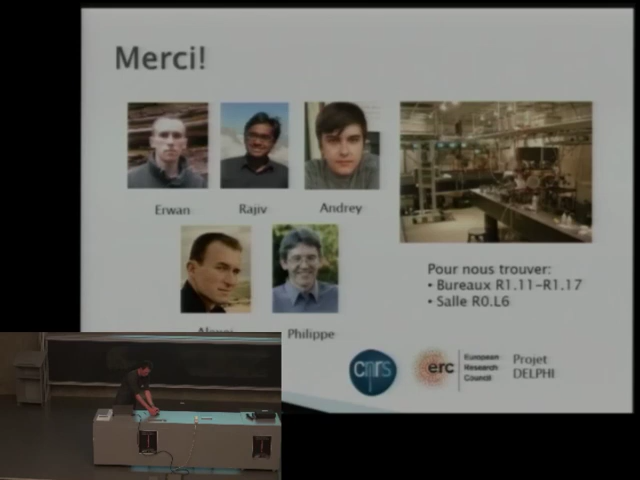 Merci!
Erwan
Rajiv
Andrey
Philippe
Pour nous trouver:
• Bureaux R1.11-R1.17
• Salle R0.L6
cnrs
erc
European
Research
Council
Projet
DELPHI